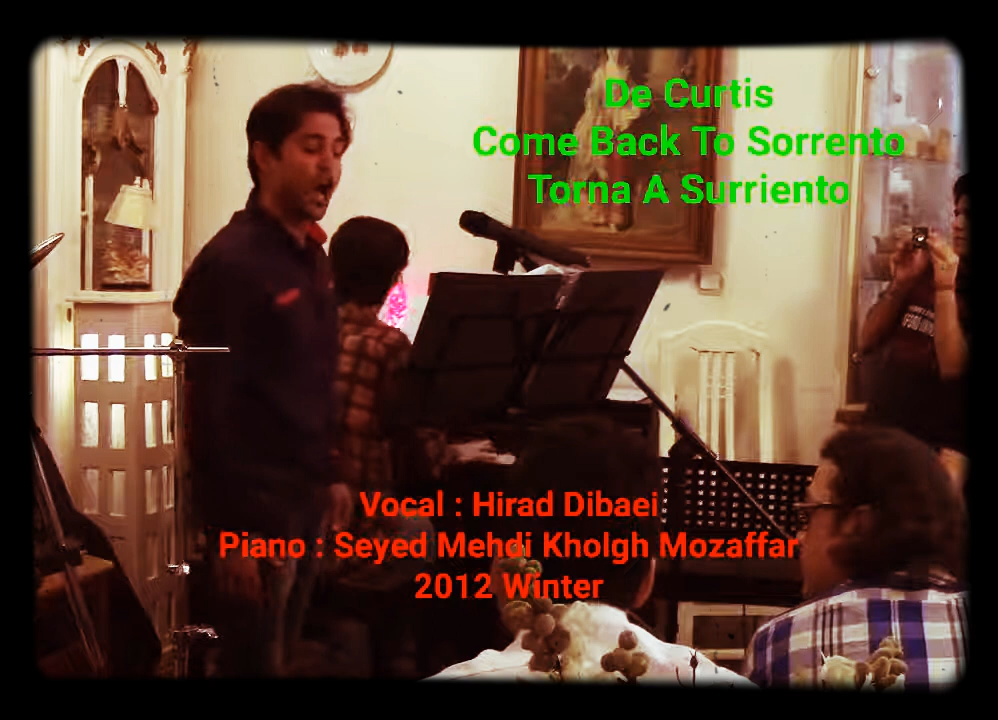 De Curtis
Come Back To Sorrento
Torna A Surriento
Vocal : Hirad Dibaei
Piano : Seyed Mehdi Kholgh Mozaffar
2012 Winter